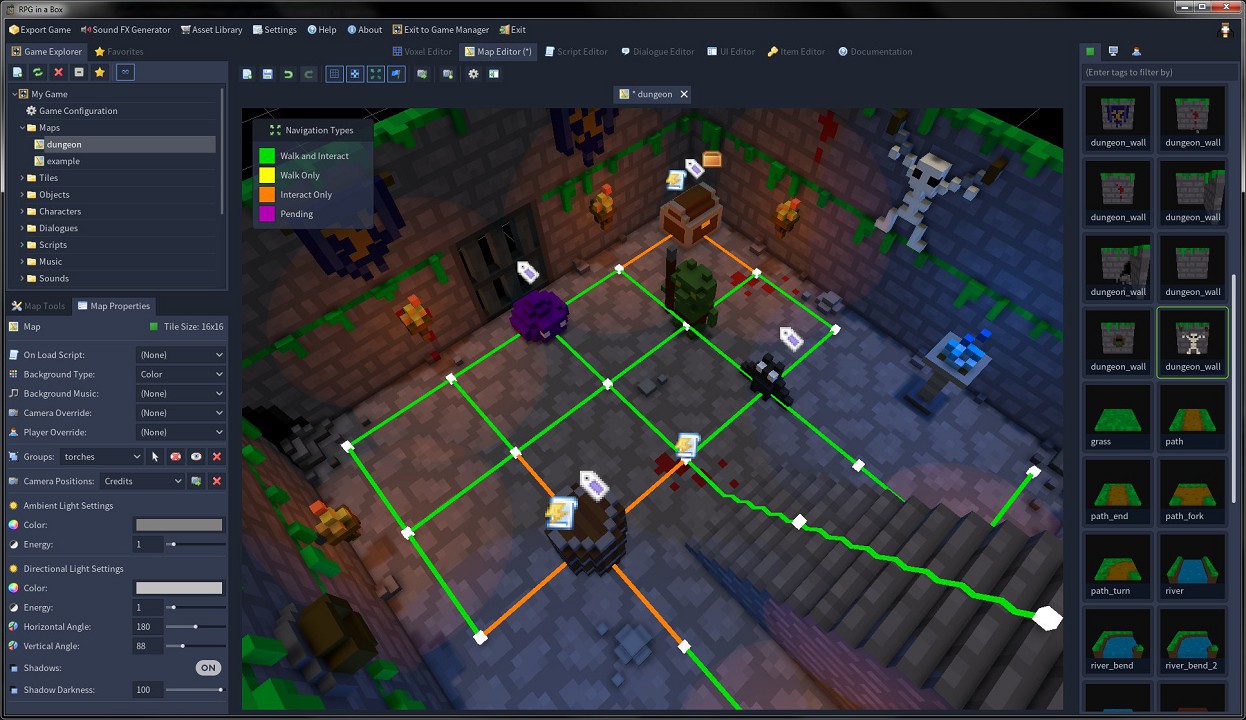 RPG in a Box
Export Game Sound FX Generator Asset Library Settings Help About Exit to Game Manager Exit
Game Explorer Favorites Voxel Editor Map Editor (*) Script Editor Dialogue Editor UI Editor Item Editor Documentation
(Enter tags to filter by)
* dungeon
My Game
Game Configuration
Maps
dungeon
example
Tiles
Objects
Characters
Dialogues
Scripts
Music
Sounds
Map Tools Map Properties
Map Tile Size: 16x16
On Load Script: (None)
Background Type: Color
Background Music: (None)
Camera Override: (None)
Player Override: (None)
Groups: torches
Camera Positions: Credits
Ambient Light Settings
Color:
Energy: 1
Directional Light Settings
Color:
Energy: 1
Horizontal Angle: 180
Vertical Angle: 88
Shadows: ON
Shadow Darkness: 100
Navigation Types
Walk and Interact
Walk Only
Interact Only
Pending
dungeon_wall dungeon_wall
dungeon_wall dungeon_wall
dungeon_wall dungeon_wall
dungeon_wall dungeon_wall
grass path
path_end path_fork
path_turn river
river_bend river_bend_2